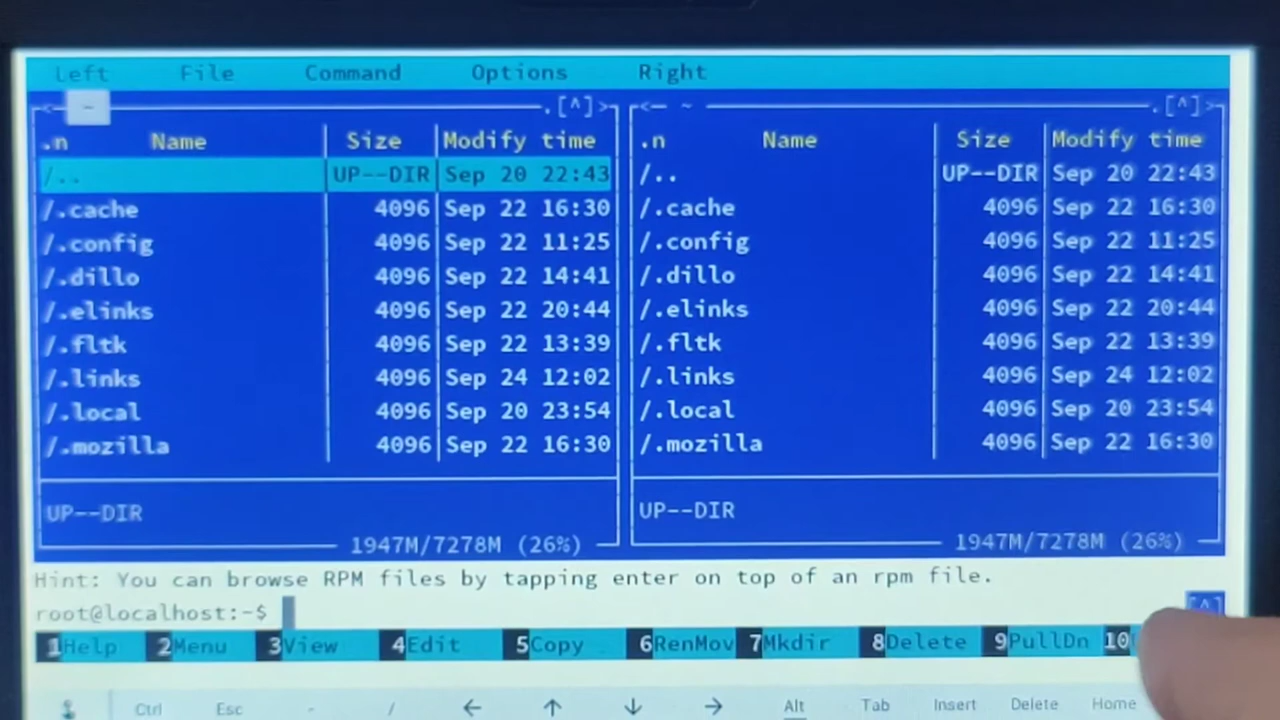 Left File Command Options Right
<- ~ .[^]> <- ~ .[^]>
.n Name Size Modify time .n Name Size Modify time
/.. UP--DIR Sep 20 22:43 /.. UP--DIR Sep 20 22:43
/.cache 4096 Sep 22 16:30 /.cache 4096 Sep 22 16:30
/.config 4096 Sep 22 11:25 /.config 4096 Sep 22 11:25
/.dillo 4096 Sep 22 14:41 /.dillo 4096 Sep 22 14:41
/.elinks 4096 Sep 22 20:44 /.elinks 4096 Sep 22 20:44
/.fltk 4096 Sep 22 13:39 /.fltk 4096 Sep 22 13:39
/.links 4096 Sep 24 12:02 /.links 4096 Sep 24 12:02
/.local 4096 Sep 20 23:54 /.local 4096 Sep 20 23:54
/.mozilla 4096 Sep 22 16:30 /.mozilla 4096 Sep 22 16:30
UP--DIR UP--DIR
1947M/7278M (26%) 1947M/7278M (26%)
Hint: You can browse RPM files by tapping enter on top of an rpm file.
root@localhost:~$ [^]
1Help 2Menu 3View 4Edit 5Copy 6RenMov 7Mkdir 8Delete 9PullDn 10
Ctrl Esc - / ← ↑ ↓ → Alt Tab Insert Delete Home